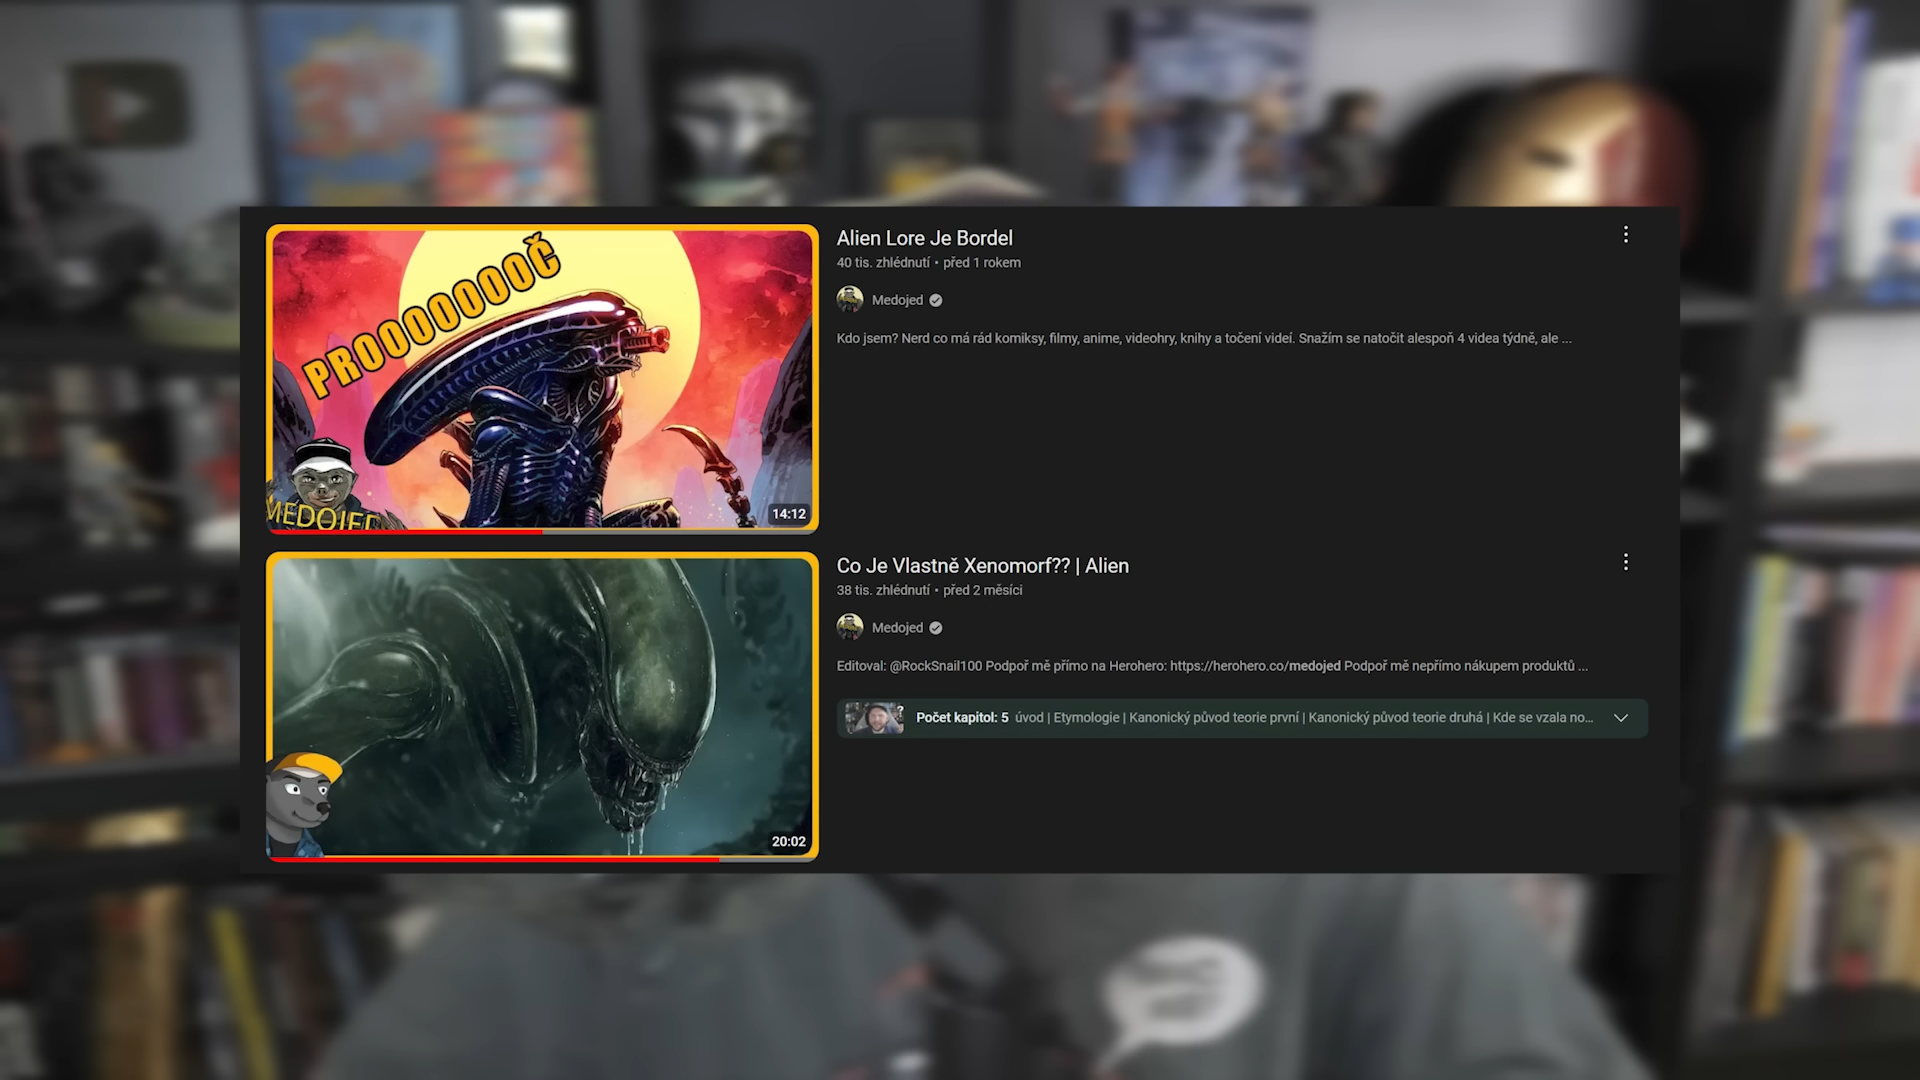 PROOOOOOOČ
MEDOJED
14:12
Alien Lore Je Bordel
40 tis. zhlédnutí • před 1 rokem
Medojed
Kdo jsem? Nerd co má rád komiksy, filmy, anime, videohry, knihy a točení videí. Snažím se natočit alespoň 4 videa týdně, ale ...
20:02
Co Je Vlastně Xenomorf?? | Alien
38 tis. zhlédnutí • před 2 měsíci
Medojed
Editoval: @RockSnail100 Podpoř mě přímo na Herohero: https://herohero.co/medojed Podpoř mě nepřímo nákupem produktů ...
Počet kapitol: 5 úvod | Etymologie | Kanonický původ teorie první | Kanonický původ teorie druhá | Kde se vzala no...